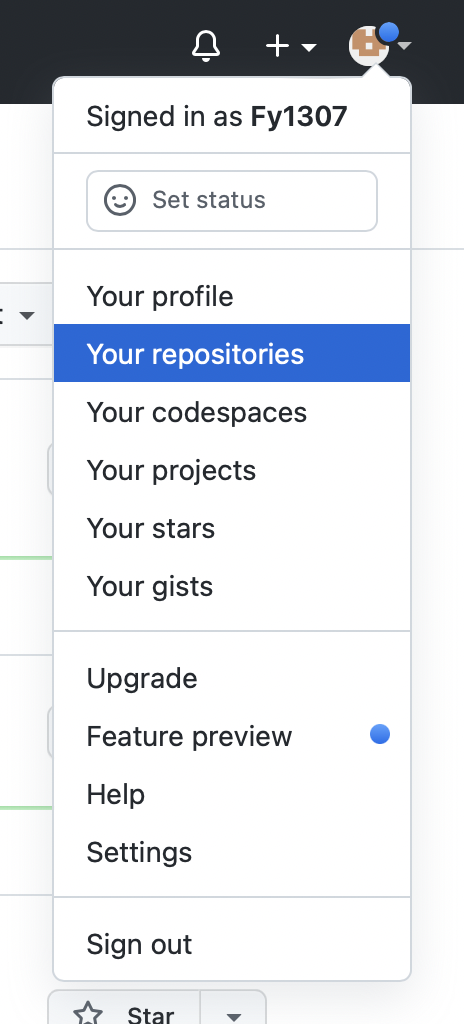 Signed in as Fy1307
Set status
Your profile
Your repositories
Your codespaces
Your projects
Your stars
Your gists
Upgrade
Feature preview
Help
Settings
Sign out
Star